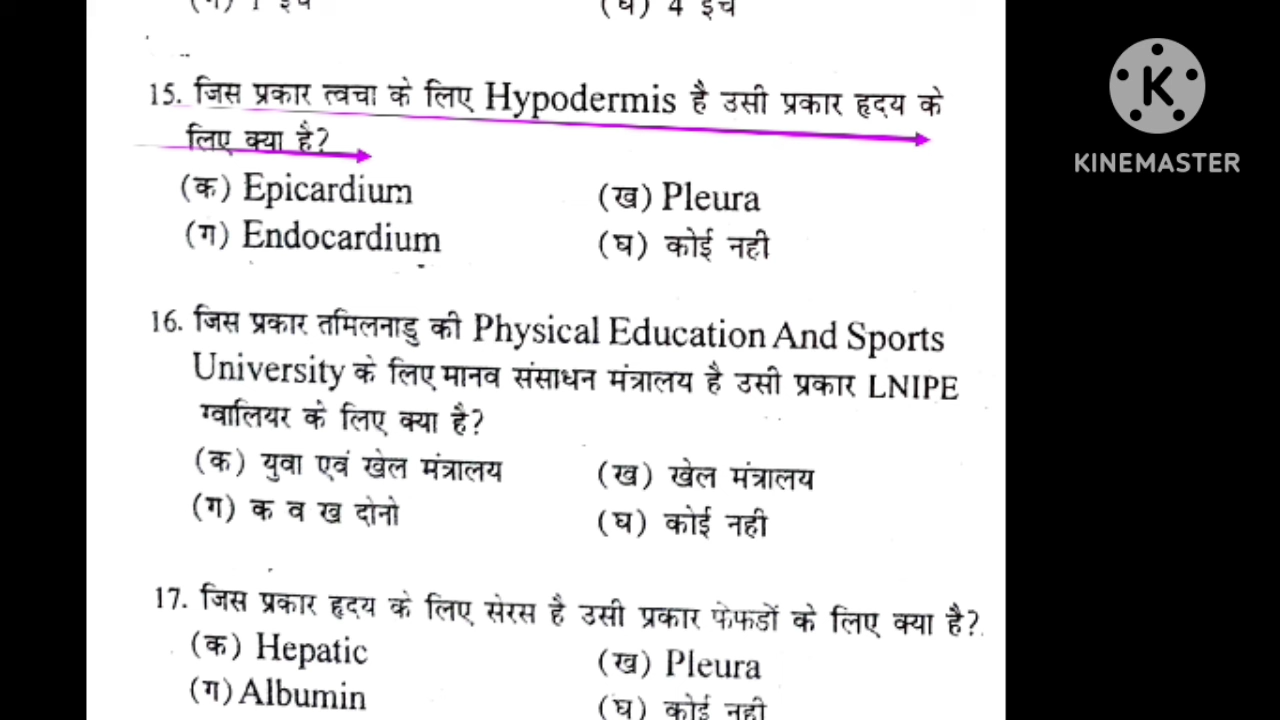 (ग) 1 इंच (घ) 4 इंच
15. जिस प्रकार त्वचा के लिए Hypodermis है उसी प्रकार हृदय के
लिए क्या है?
(क) Epicardium (ख) Pleura
(ग) Endocardium (घ) कोई नही
16. जिस प्रकार तमिलनाडु की Physical Education And Sports
University के लिए मानव संसाधन मंत्रालय है उसी प्रकार LNIPE
ग्वालियर के लिए क्या है?
(क) युवा एवं खेल मंत्रालय (ख) खेल मंत्रालय
(ग) क व ख दोनो (घ) कोई नही
17. जिस प्रकार हृदय के लिए सेरस है उसी प्रकार फेफडों के लिए क्या है?
(क) Hepatic (ख) Pleura
(ग) Albumin (घ) कोई नही
K
KINEMASTER